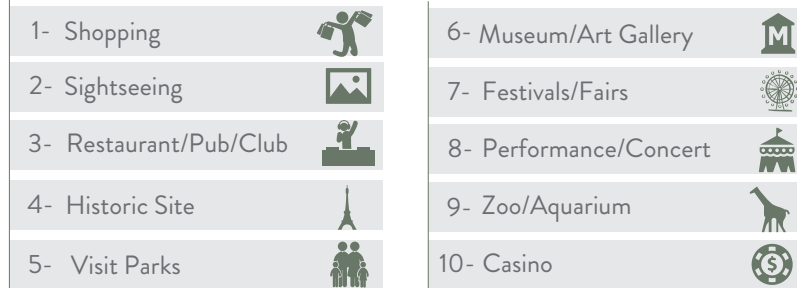 1- Shopping
2- Sightseeing
3- Restaurant/Pub/Club
4- Historic Site
5- Visit Parks
6- Museum/Art Gallery
M
7- Festivals/Fairs
8- Performance/Concert
9- Zoo/Aquarium
10- Casino
$